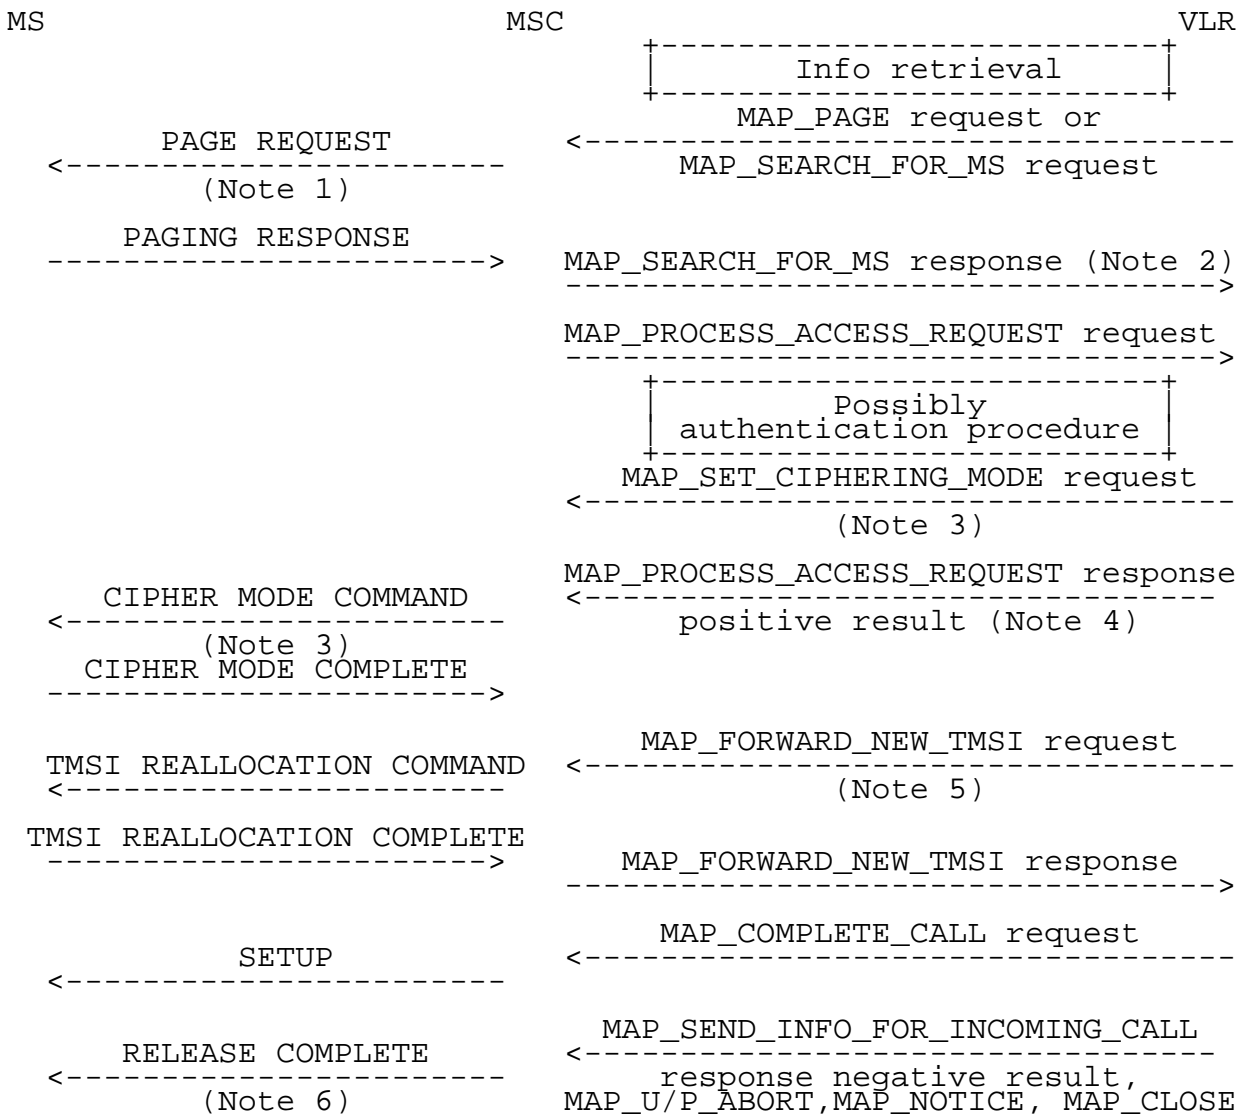 MS MSC VLR
Info retrieval
MAP_PAGE request or
PAGE REQUEST
MAP_SEARCH_FOR_MS request
(Note 1)
PAGING RESPONSE
MAP_SEARCH_FOR_MS response (Note 2)
MAP_PROCESS_ACCESS_REQUEST request
Possibly
authentication procedure
MAP_SET_CIPHERING_MODE request
(Note 3)
MAP_PROCESS_ACCESS_REQUEST response
CIPHER MODE COMMAND
positive result (Note 4)
(Note 3)
CIPHER MODE COMPLETE
MAP_FORWARD_NEW_TMSI request
TMSI REALLOCATION COMMAND
(Note 5)
TMSI REALLOCATION COMPLETE
MAP_FORWARD_NEW_TMSI response
MAP_COMPLETE_CALL request
SETUP
MAP_SEND_INFO_FOR_INCOMING_CALL
RELEASE COMPLETE
response negative result,
(Note 6) MAP_U/P_ABORT,MAP_NOTICE, MAP_CLOSE